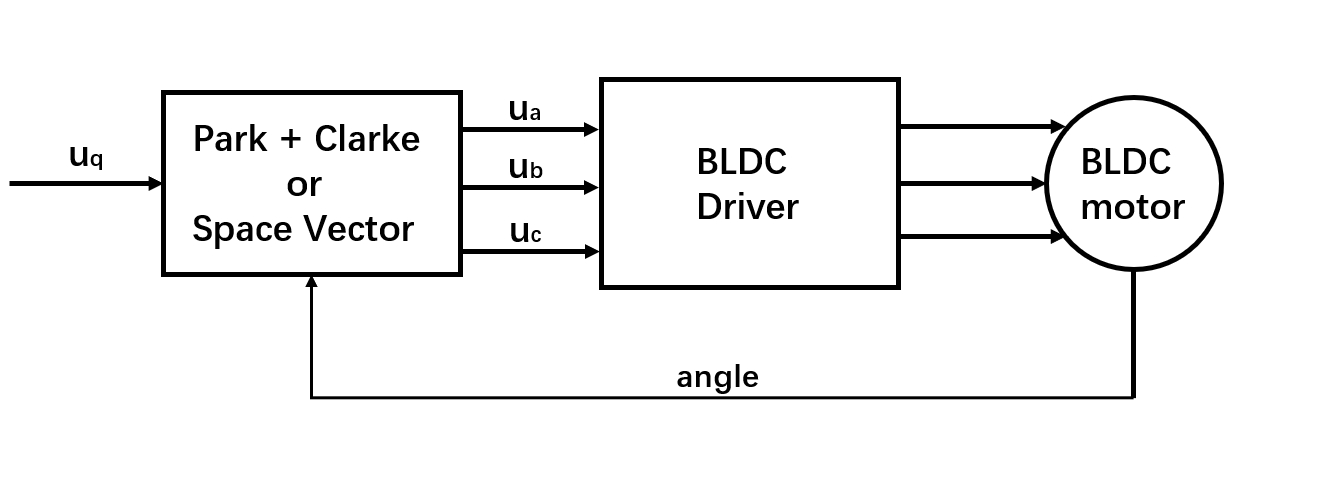 uq
Park + Clarke
or
Space Vector
ua
ub
uc
BLDC
Driver
BLDC
motor
angle